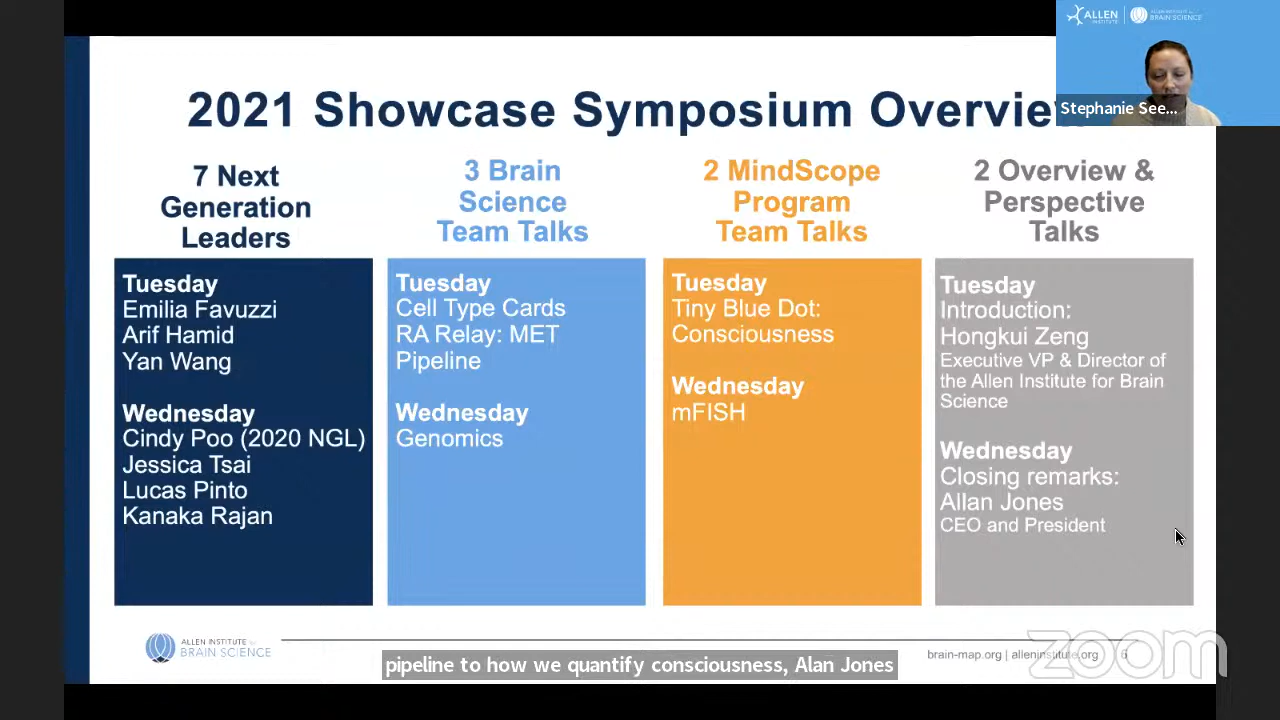 ALLEN INSTITUTE
ALLEN INSTITUTE for BRAIN SCIENCE
Stephanie See...
2021 Showcase Symposium Overview
7 Next
Generation
Leaders
Tuesday
Emilia Favuzzi
Arif Hamid
Yan Wang
Wednesday
Cindy Poo (2020 NGL)
Jessica Tsai
Lucas Pinto
Kanaka Rajan
3 Brain
Science
Team Talks
Tuesday
Cell Type Cards
RA Relay: MET
Pipeline
Wednesday
Genomics
2 MindScope
Program
Team Talks
Tuesday
Tiny Blue Dot:
Consciousness
Wednesday
mFISH
2 Overview &
Perspective
Talks
Tuesday
Introduction:
Hongkui Zeng
Executive VP & Director of
the Allen Institute for Brain
Science
Wednesday
Closing remarks:
Allan Jones
CEO and President
ALLEN INSTITUTE for
BRAIN SCIENCE
brain-map.org | alleninstitute.org | 6
zoom
pipeline to how we quantify consciousness, Alan Jones